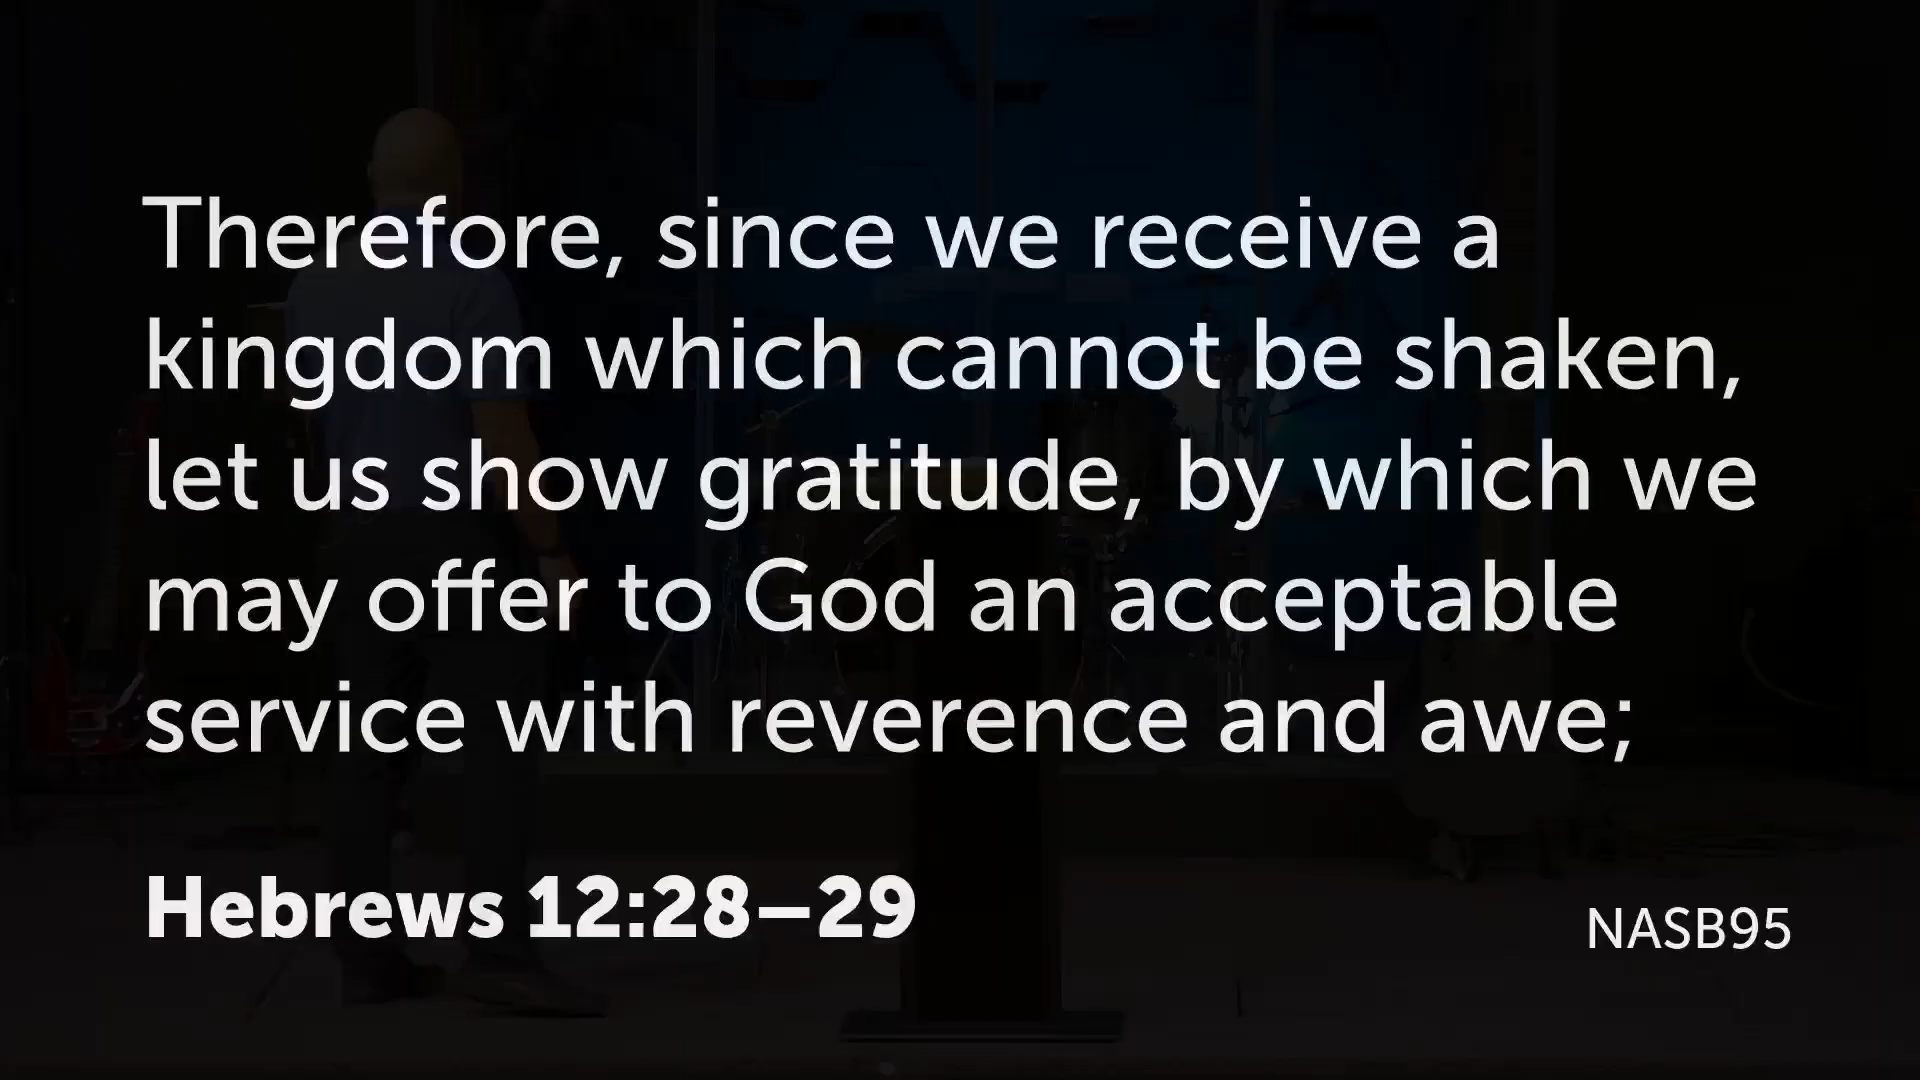 Therefore, since we receive a
kingdom which cannot be shaken,
let us show gratitude, by which we
may offer to God an acceptable
service with reverence and awe;
Hebrews 12:28–29
NASB95